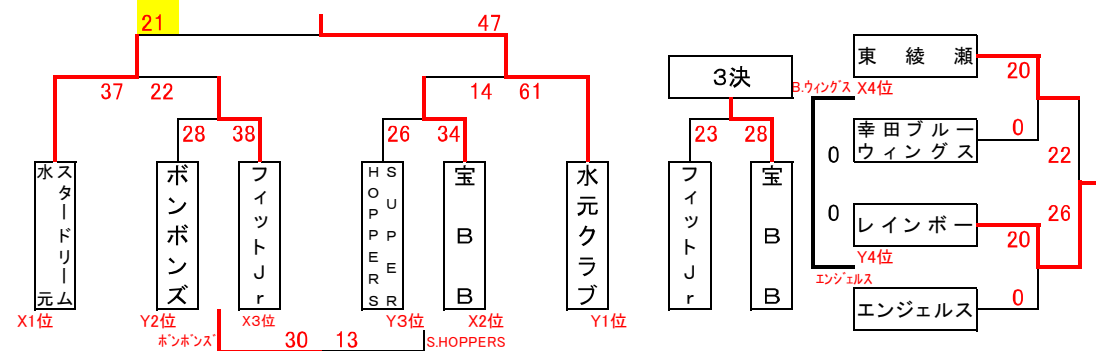 21
47
37
22
14
61
28
38
26
34
水元
スタードリーム
ボンボンズ
フィットJr
HOPPERS
SUPER
宝BB
水元クラブ
X1位
Y2位
X3位
Y3位
X2位
Y1位
ボンボンズ
30
13
S.HOPPERS
3決
23
28
フィットJr
宝BB
B.ウィングス
東綾瀬
20
X4位
幸田ブルー
ウィングス
0
0
22
0
26
レインボー
20
Y4位
エンジェルス
エンジェルス
0